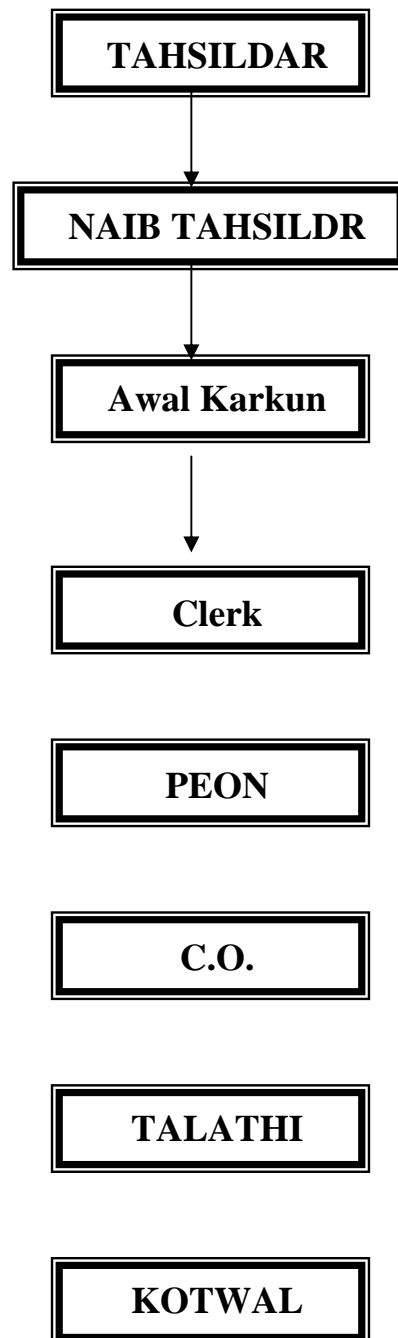 TAHSILDAR
NAIB TAHSILDR
Awal Karkun
Clerk
PEON
C.O.
TALATHI
KOTWAL